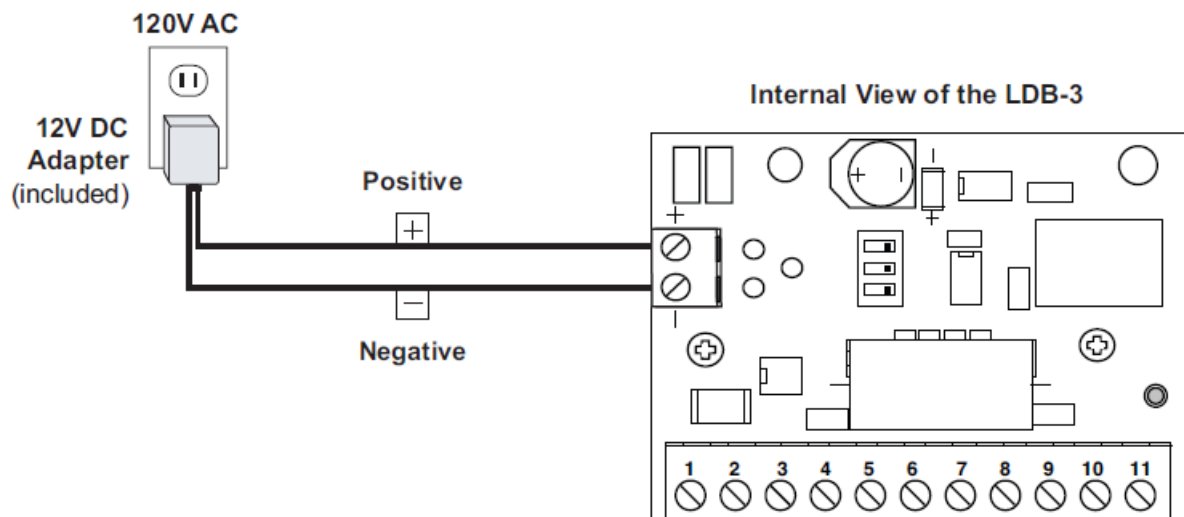 120V AC
12V DC
Adapter
(included)
Positive
+
−
Negative
Internal View of the LDB-3
+ − −
+
+
−
1 2 3 4 5 6 7 8 9 10 11